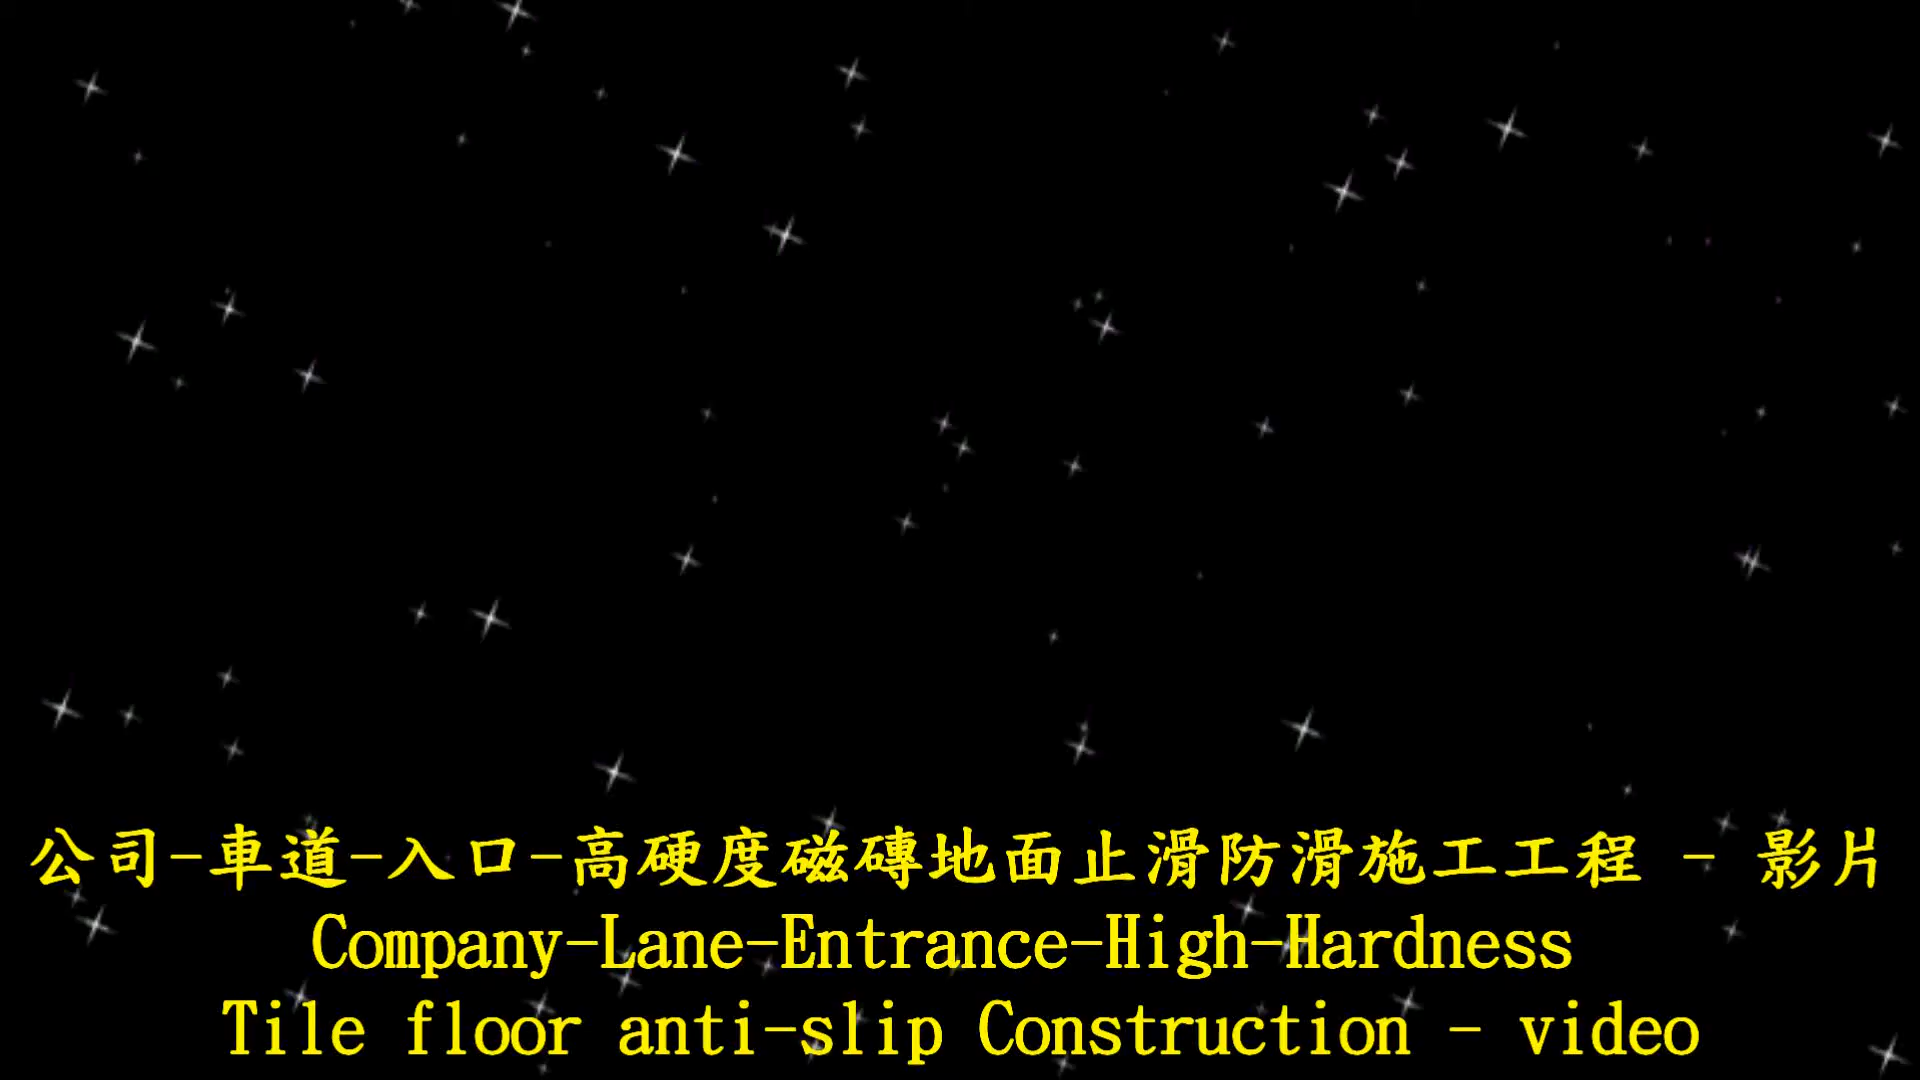 公司-車道-入口-高硬度磁磚地面止滑防滑施工工程 - 影片
Company-Lane-Entrance-High-Hardness
Tile floor anti-slip Construction - video